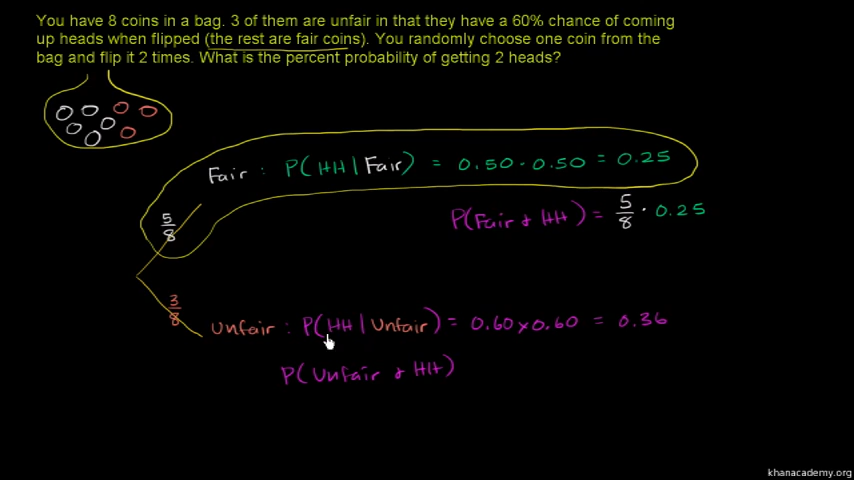 You have 8 coins in a bag. 3 of them are unfair in that they have a 60% chance of coming
up heads when flipped (the rest are fair coins). You randomly choose one coin from the
bag and flip it 2 times. What is the percent probability of getting 2 heads?
Fair : P(HH | Fair) = 0.50 · 0.50 = 0.25
5/8
P(Fair + HH) = 5/8 · 0.25
3/8
Unfair : P(HH | Unfair) = 0.60 × 0.60 = 0.36
P(Unfair + HH)
khanacademy.org